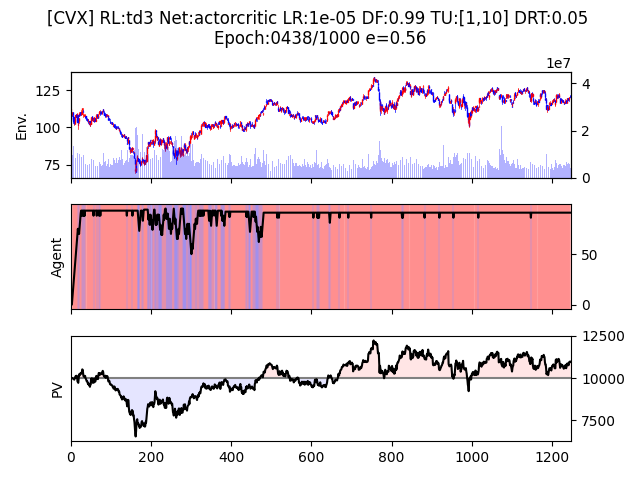 [CVX] RL:td3 Net:actorcritic LR:1e-05 DF:0.99 TU:[1,10] DRT:0.05
Epoch:0438/1000 e=0.56
1e7
Env.
125
100
75
4
2
0
Agent
50
0
PV
12500
10000
7500
0 200 400 600 800 1000 1200